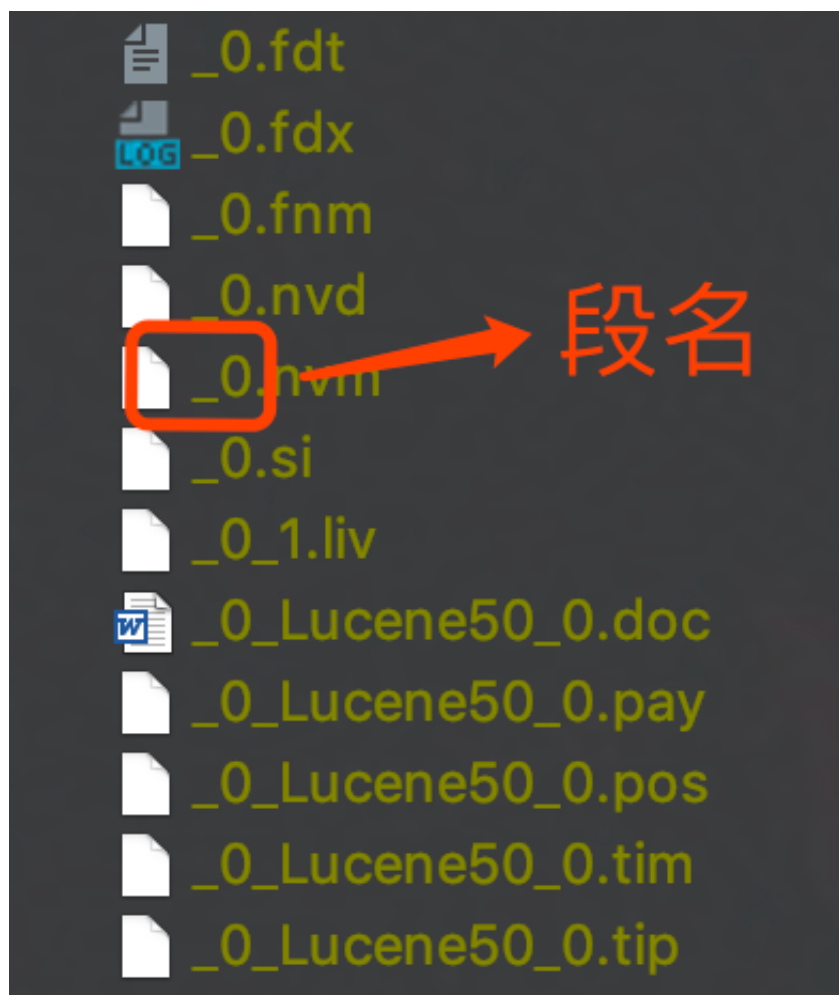 _0.fdt
LOG _0.fdx
_0.fnm
_0.nvd
段名
_0.nvm
_0.si
_0_1.liv
W _0_Lucene50_0.doc
_0_Lucene50_0.pay
_0_Lucene50_0.pos
_0_Lucene50_0.tim
_0_Lucene50_0.tip